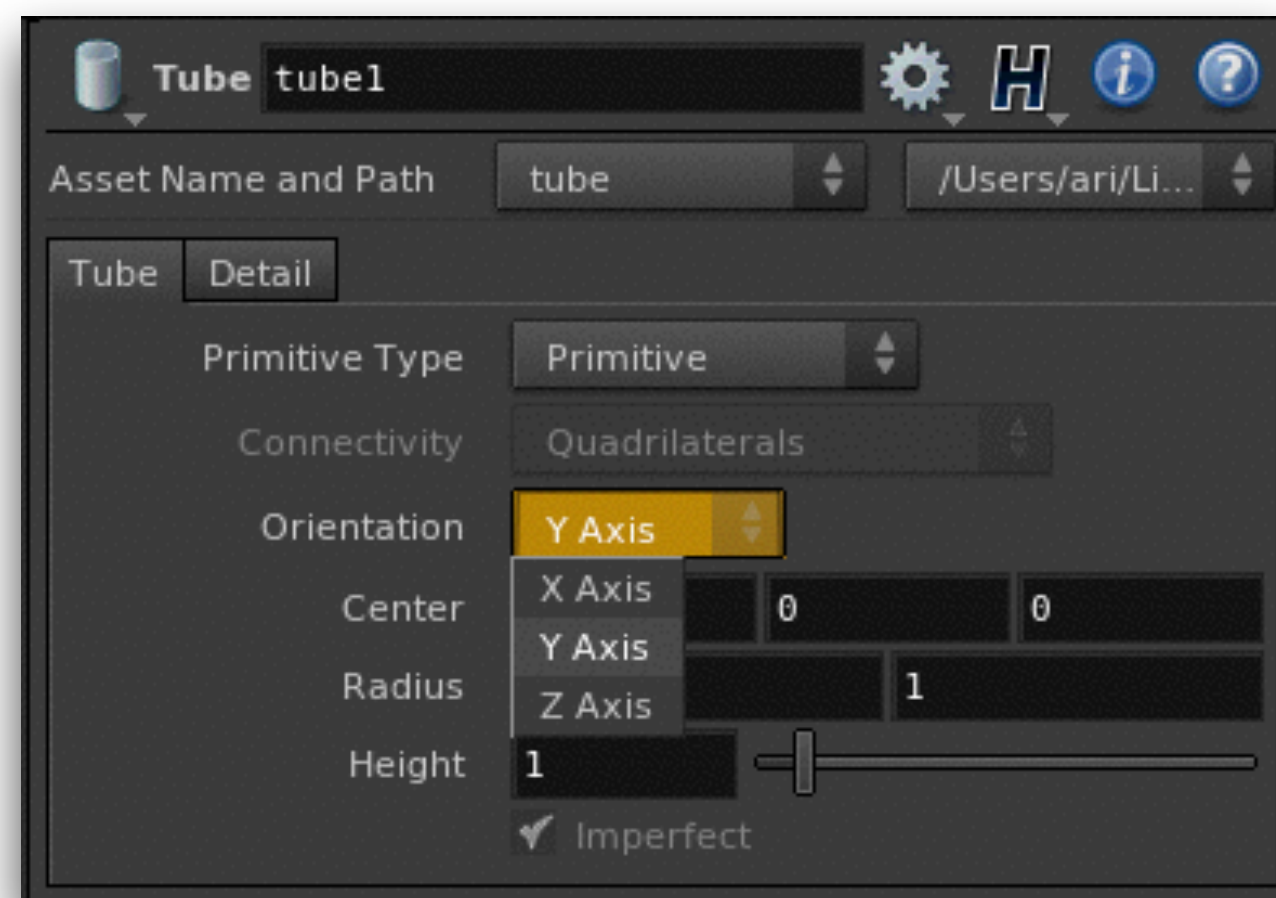 Tube tube1 H i ?
Asset Name and Path tube /Users/ari/Li...
Tube Detail
Primitive Type Primitive
Connectivity Quadrilaterals
Orientation Y Axis
X Axis
Center 0 0
Y Axis
Radius 1
Z Axis
Height 1
Imperfect